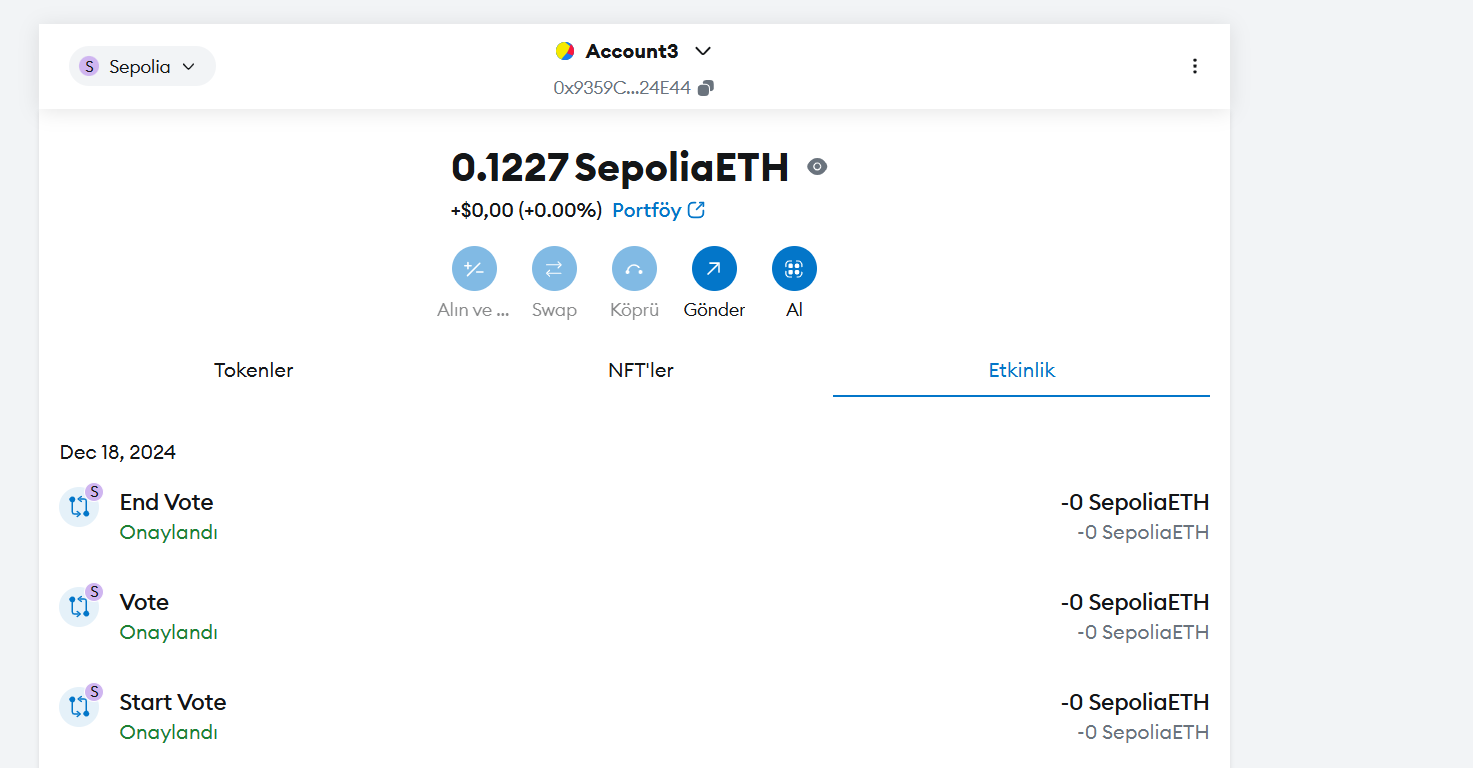 S Sepolia
Account3
0x9359C...24E44
0.1227 SepoliaETH
+$0,00 (+0.00%) Portföy
Alın ve ... Swap Köprü Gönder Al
Tokenler NFT'ler Etkinlik
Dec 18, 2024
S
End Vote -0 SepoliaETH
Onaylandı -0 SepoliaETH
S
Vote -0 SepoliaETH
Onaylandı -0 SepoliaETH
S
Start Vote -0 SepoliaETH
Onaylandı -0 SepoliaETH